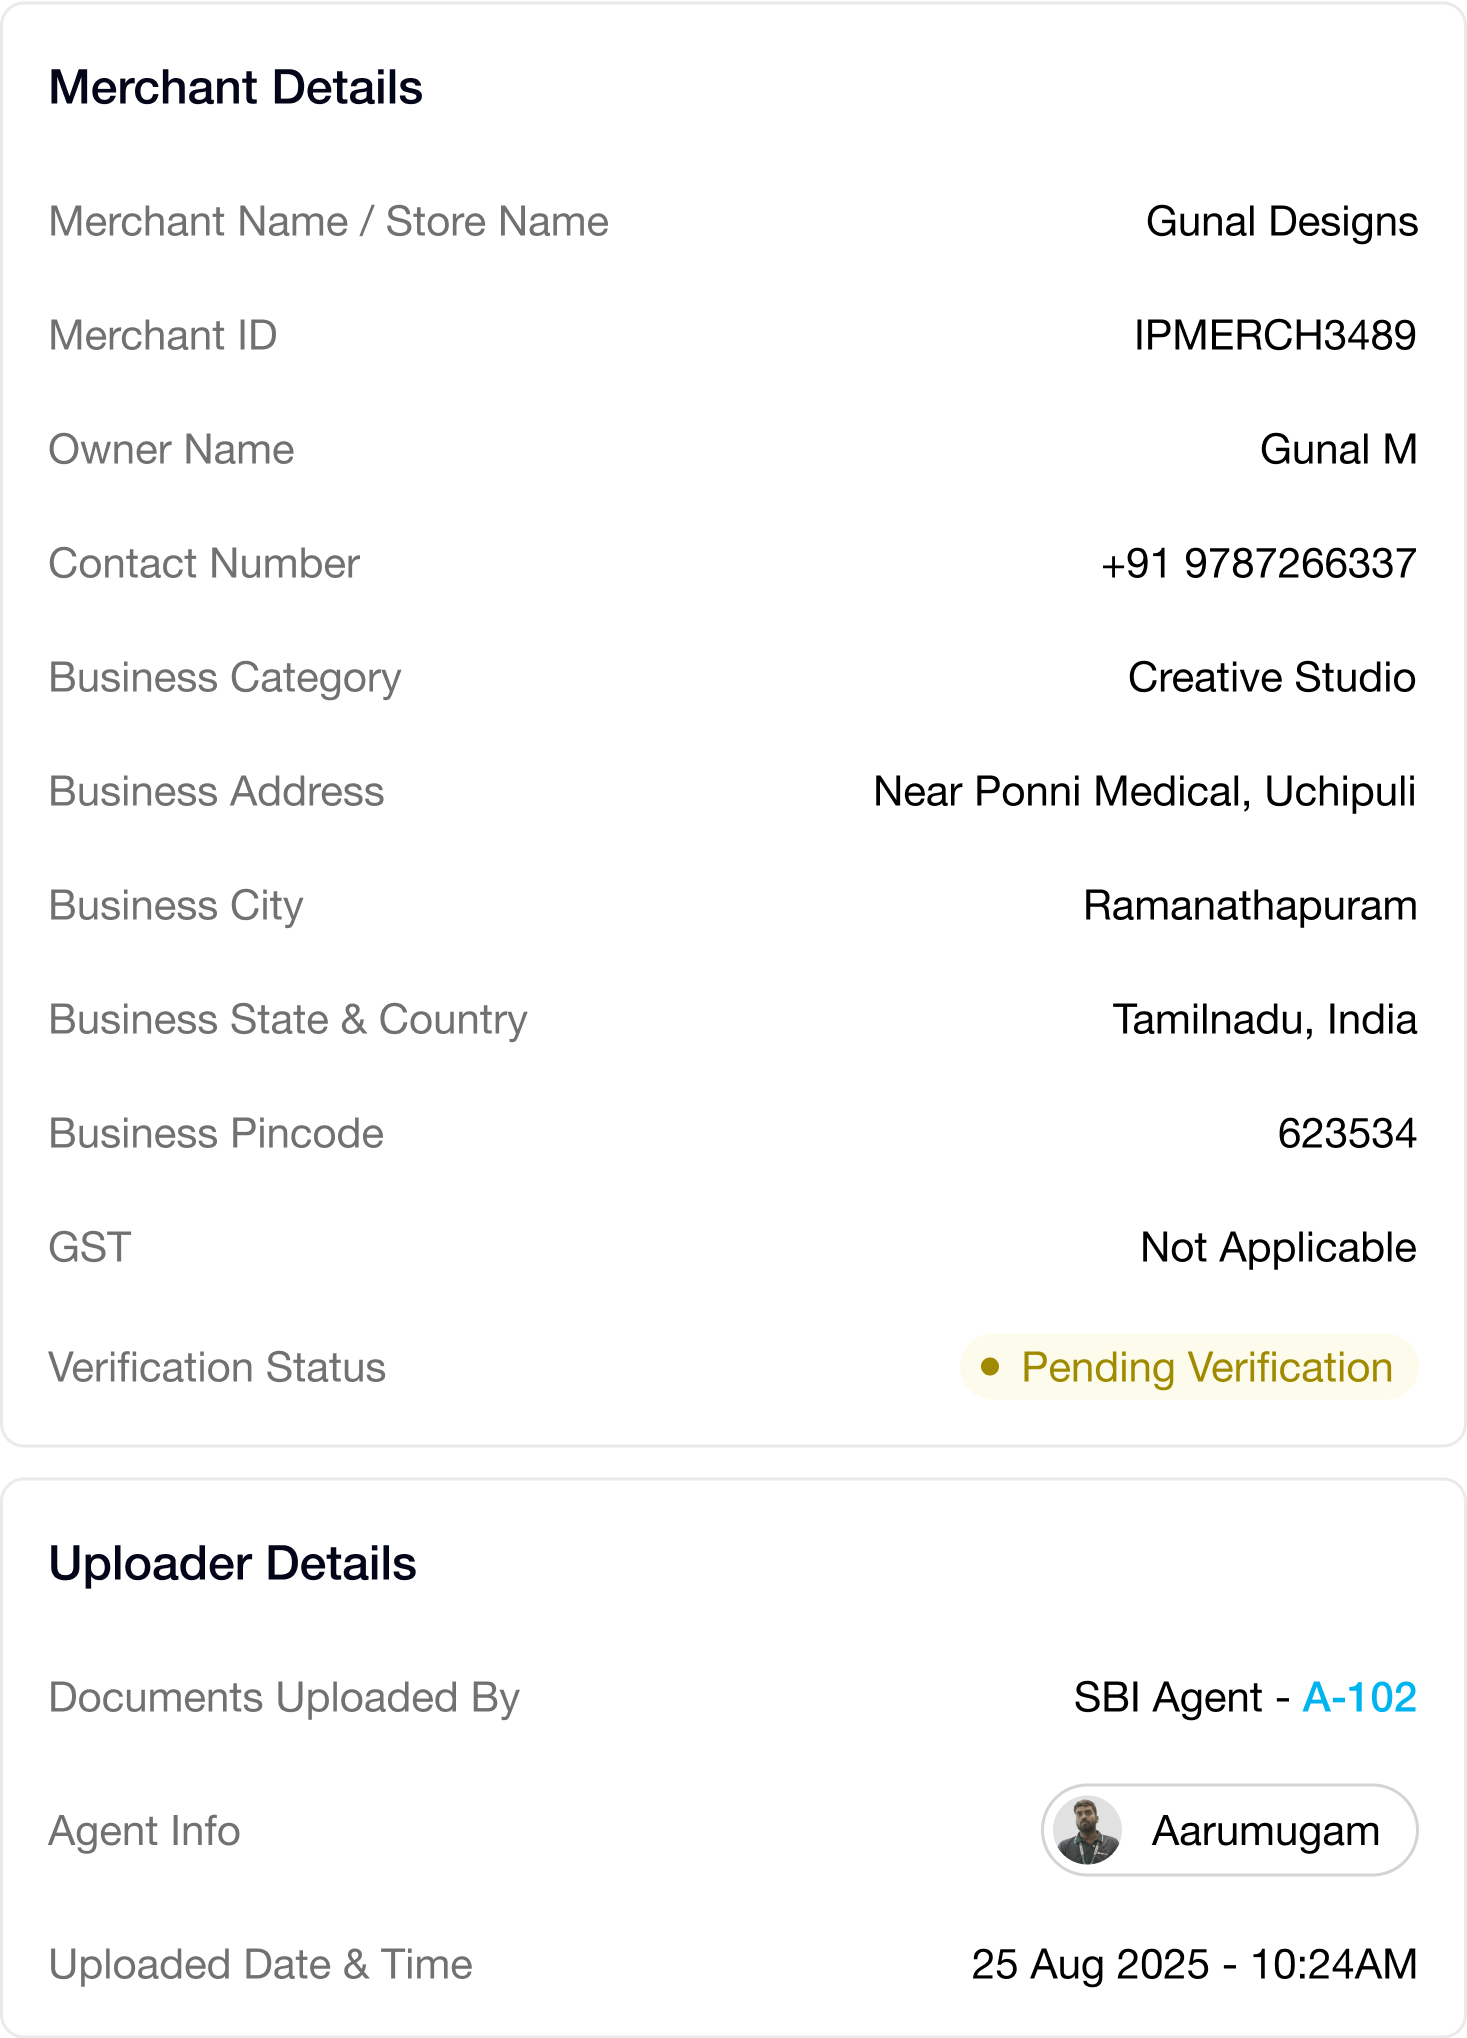 Merchant Details
Merchant Name / Store Name Gunal Designs
Merchant ID IPMERCH3489
Owner Name Gunal M
Contact Number +91 9787266337
Business Category Creative Studio
Business Address Near Ponni Medical, Uchipuli
Business City Ramanathapuram
Business State & Country Tamilnadu, India
Business Pincode 623534
GST Not Applicable
Verification Status Pending Verification
Uploader Details
Documents Uploaded By SBI Agent - A-102
Agent Info Aarumugam
Uploaded Date & Time 25 Aug 2025 - 10:24AM